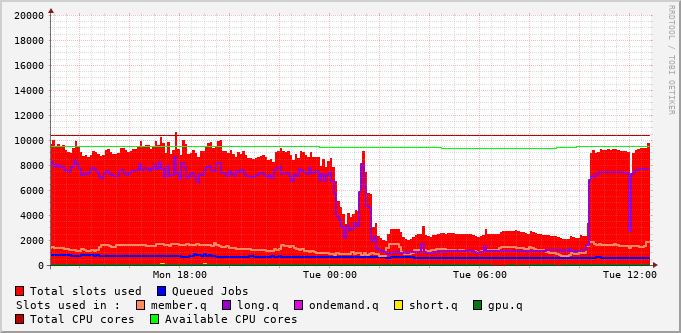 20000
18000
16000
14000
12000
10000
8000
6000
4000
2000
0
Mon 18:00 Tue 00:00 Tue 06:00 Tue 12:00
RRDTOOL / TOBI OETIKER
Total slots used Queued Jobs
Slots used in : member.q long.q ondemand.q short.q gpu.q
Total CPU cores Available CPU cores